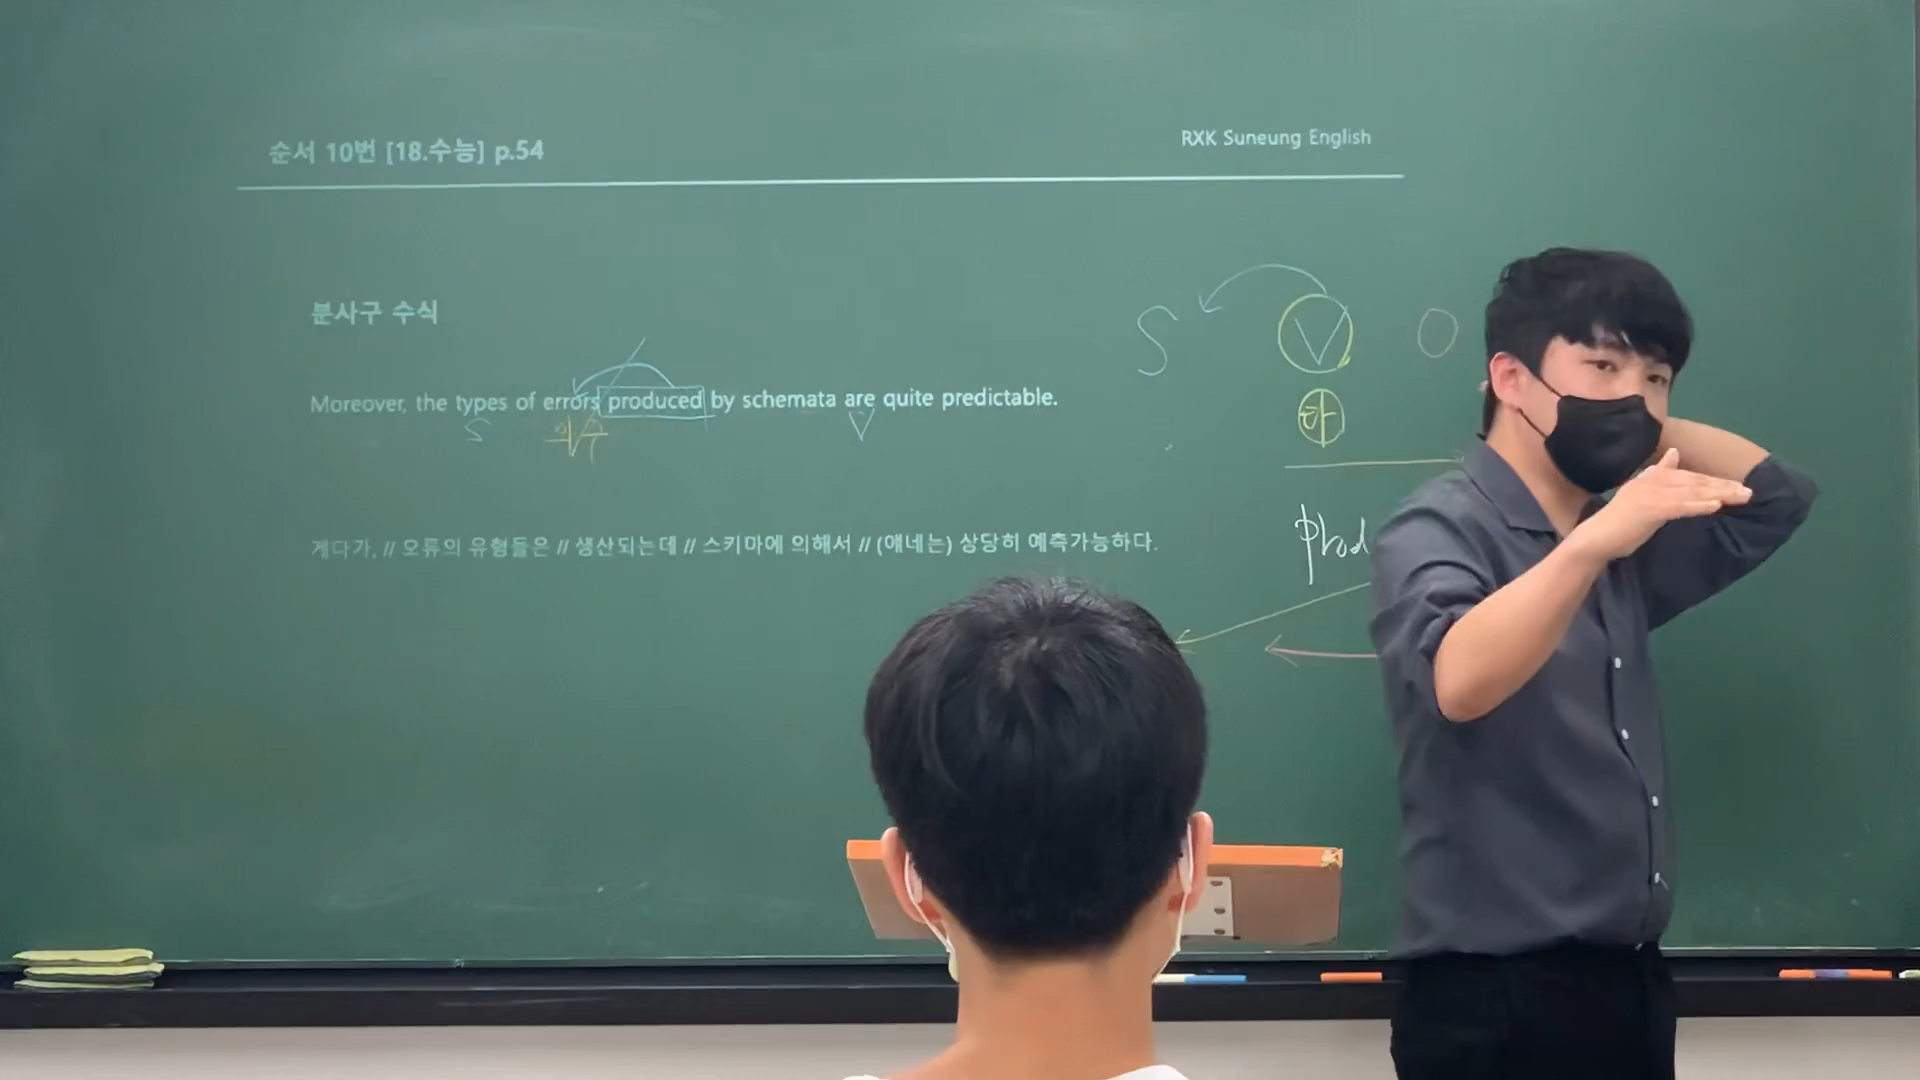 순서 10번 [18.수능] p.54
RXK Suneung English
분사구 수식
S V O
Moreover, the types of errors produced by schemata are quite predictable.
S V
prod
게다가, // 오류의 유형들은 // 생산되는데 // 스키마에 의해서 // (얘네는) 상당히 예측가능하다.